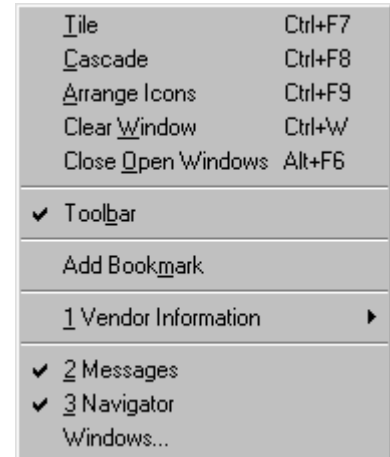 Tile Ctrl+F7
Cascade Ctrl+F8
Arrange Icons Ctrl+F9
Clear Window Ctrl+W
Close Open Windows Alt+F6
Toolbar
Add Bookmark
1 Vendor Information
2 Messages
3 Navigator
Windows...